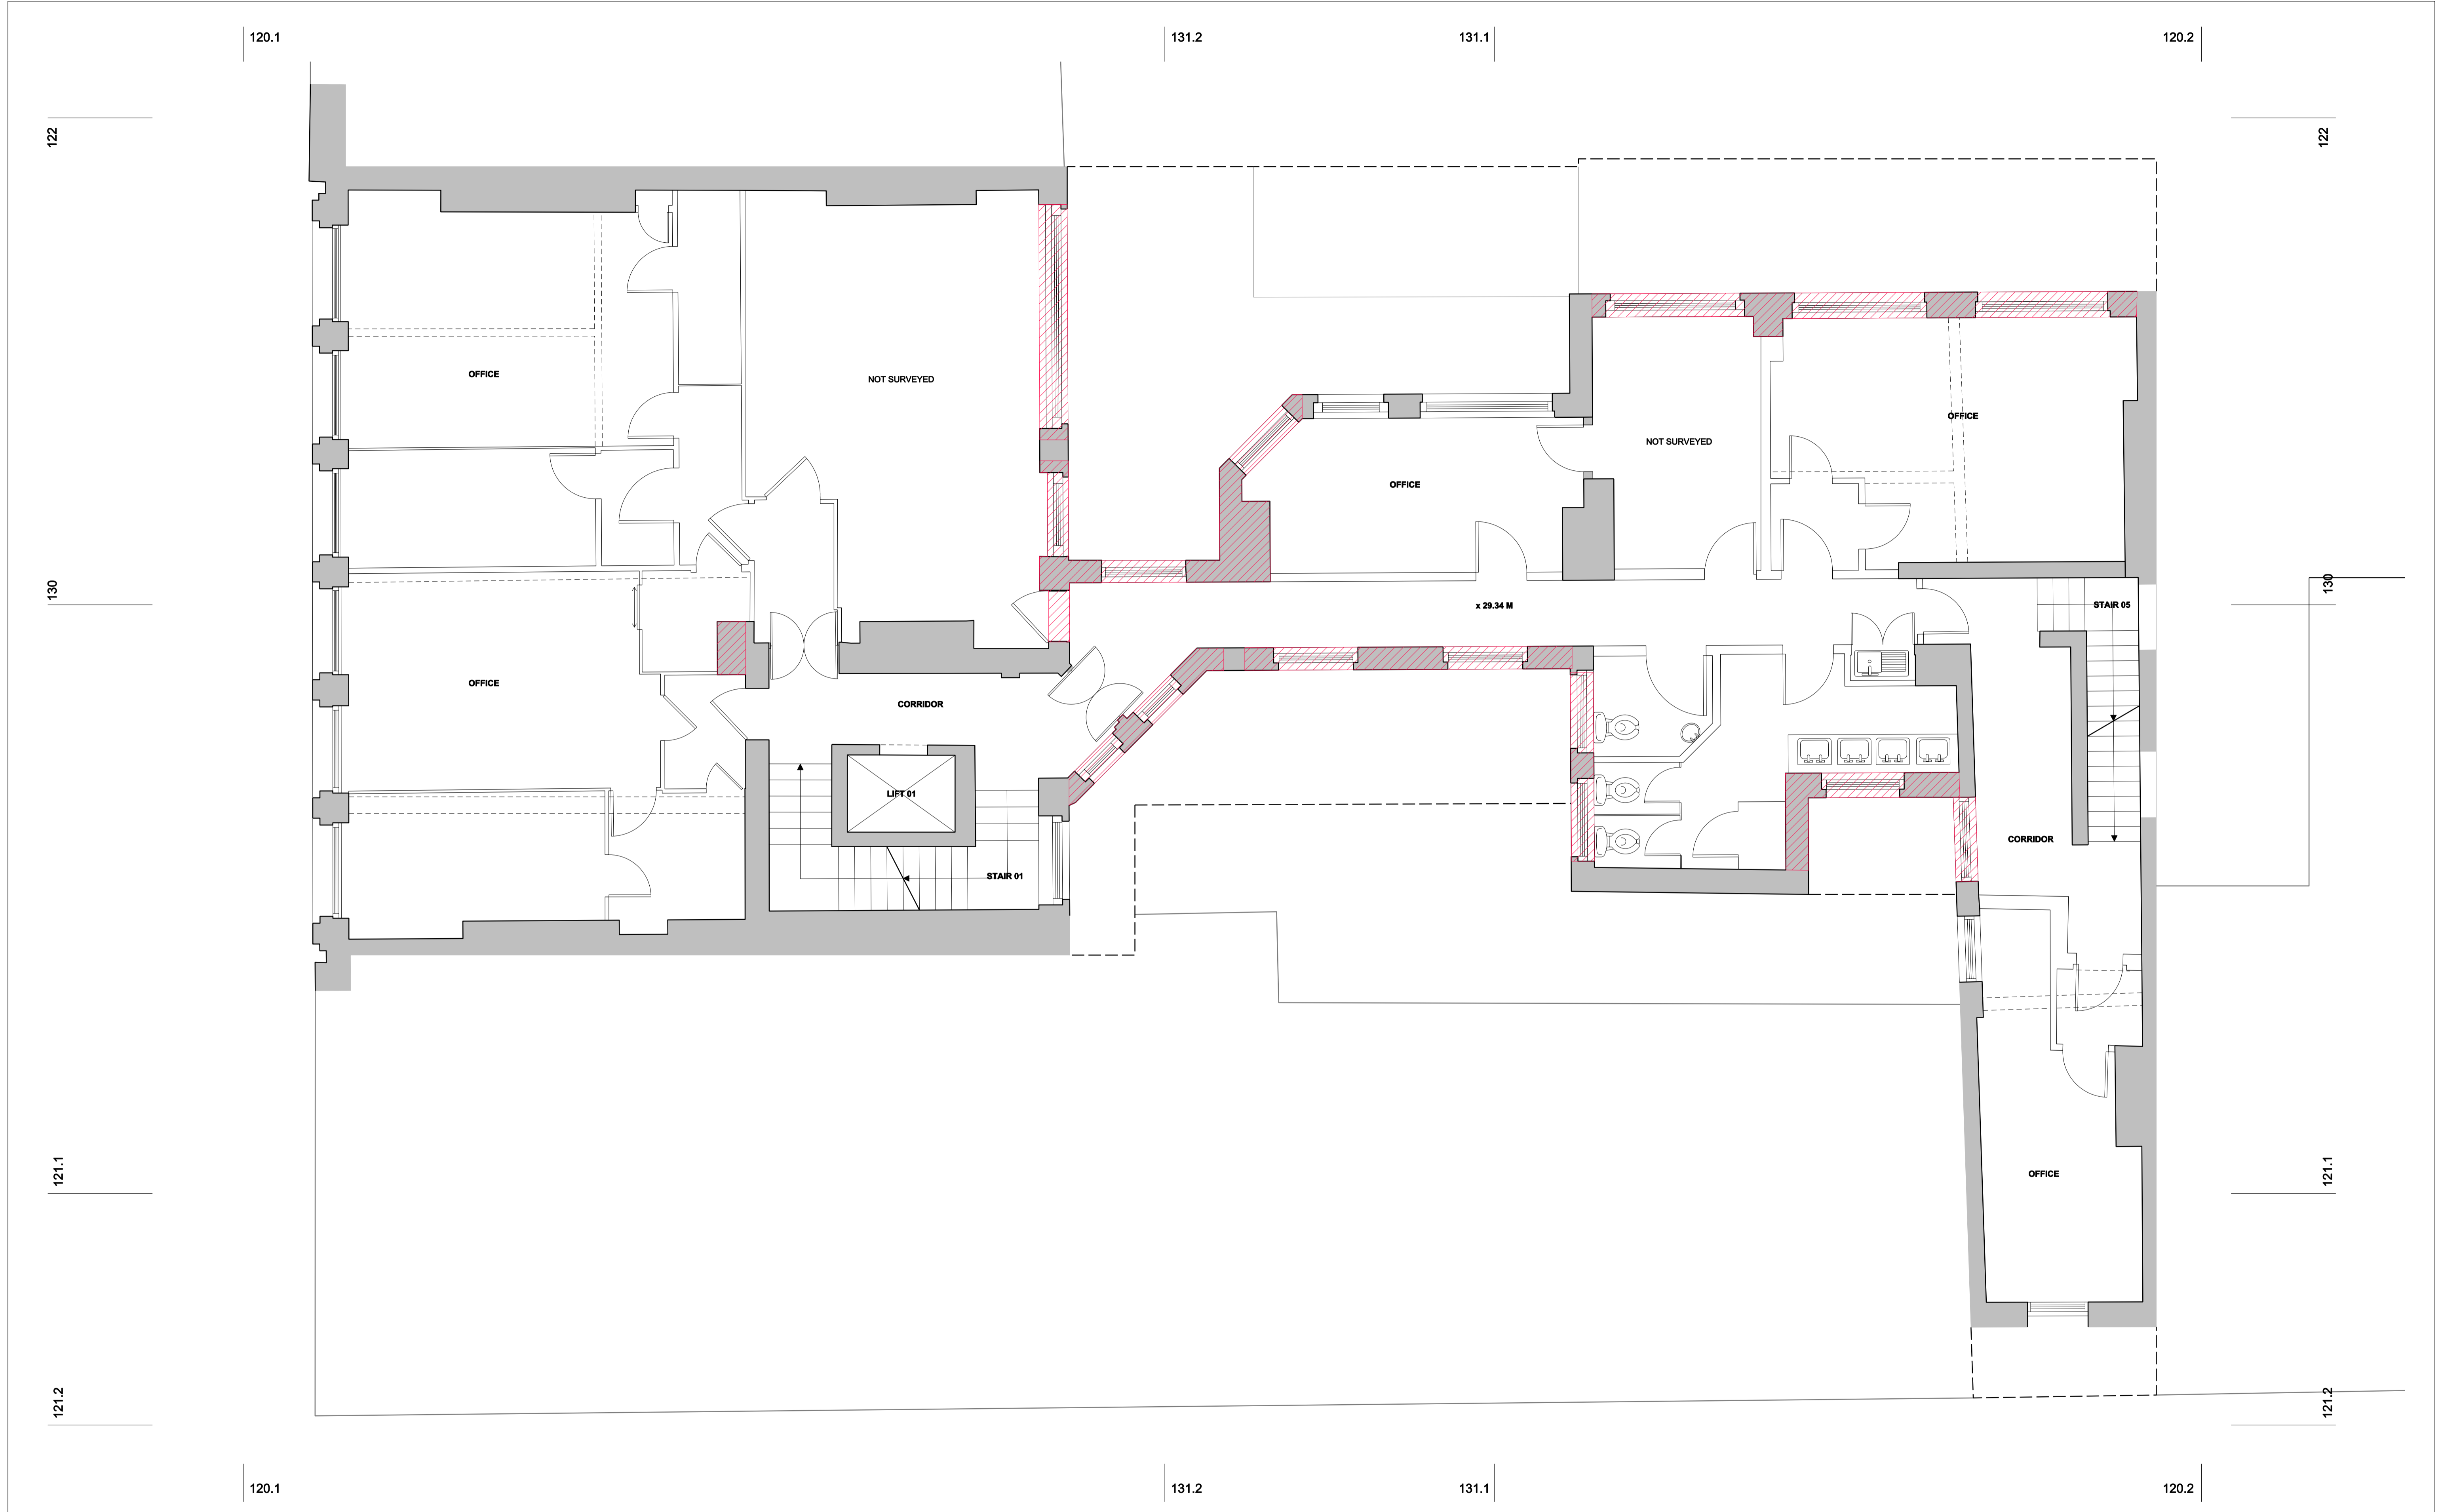 120.1
131.2
131.1
120.2
122
122
OFFICE
NOT SURVEYED
OFFICE
NOT SURVEYED
OFFICE
130
130
x 29.34 M
STAIR 05
OFFICE
CORRIDOR
LIFT 01
CORRIDOR
STAIR 01
121.1
121.1
OFFICE
121.2
121.2
120.1
131.2
131.1
120.2